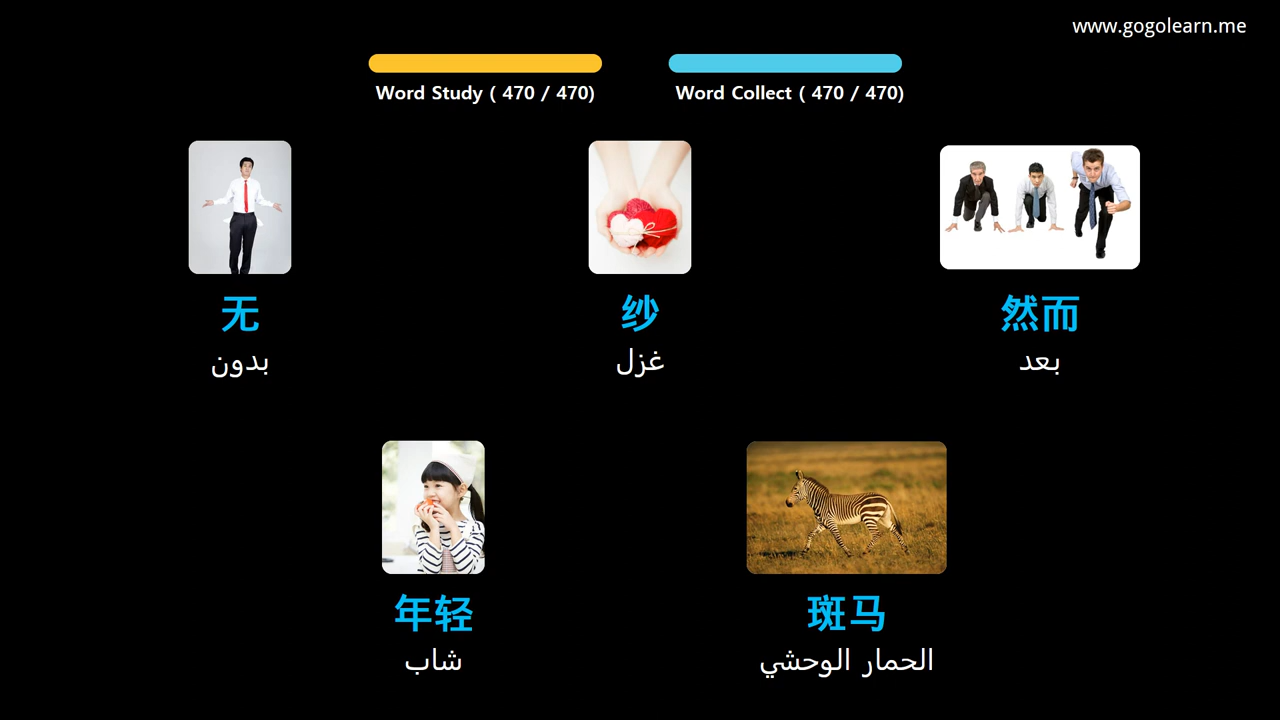 www.gogolearn.me
Word Study ( 470 / 470)
Word Collect ( 470 / 470)
无
بدون
纱
غزل
然而
بعد
年轻
شاب
斑马
الحمار الوحشي